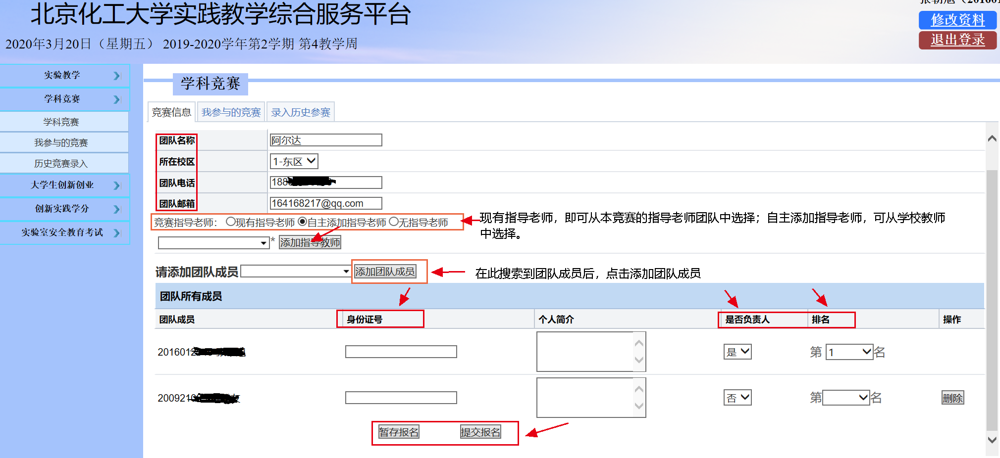 北京化工大学实践教学综合服务平台
修改资料
退出登录
2020年3月20日（星期五） 2019-2020学年第2学期 第4教学周
实验教学
学科竞赛
学科竞赛
我参与的竞赛
历史竞赛录入
大学生创新创业
创新实践学分
实验室安全教育考试
学科竞赛
竞赛信息 我参与的竞赛 录入历史参赛
团队名称 阿尔达
所在校区 1-东区
团队电话 188
团队邮箱 164168217@qq.com
竞赛指导老师： 现有指导老师 自主添加指导老师 无指导老师
现有指导老师，即可从本竞赛的指导老师团队中选择；自主添加指导老师，可从学校教师
中选择。
* 添加指导教师
请添加团队成员 添加团队成员
在此搜索到团队成员后，点击添加团队成员
团队所有成员
团队成员 身份证号 个人简介 是否负责人 排名 操作
201601 是 第 1 名
200921 否 第 名 删除
暂存报名 提交报名